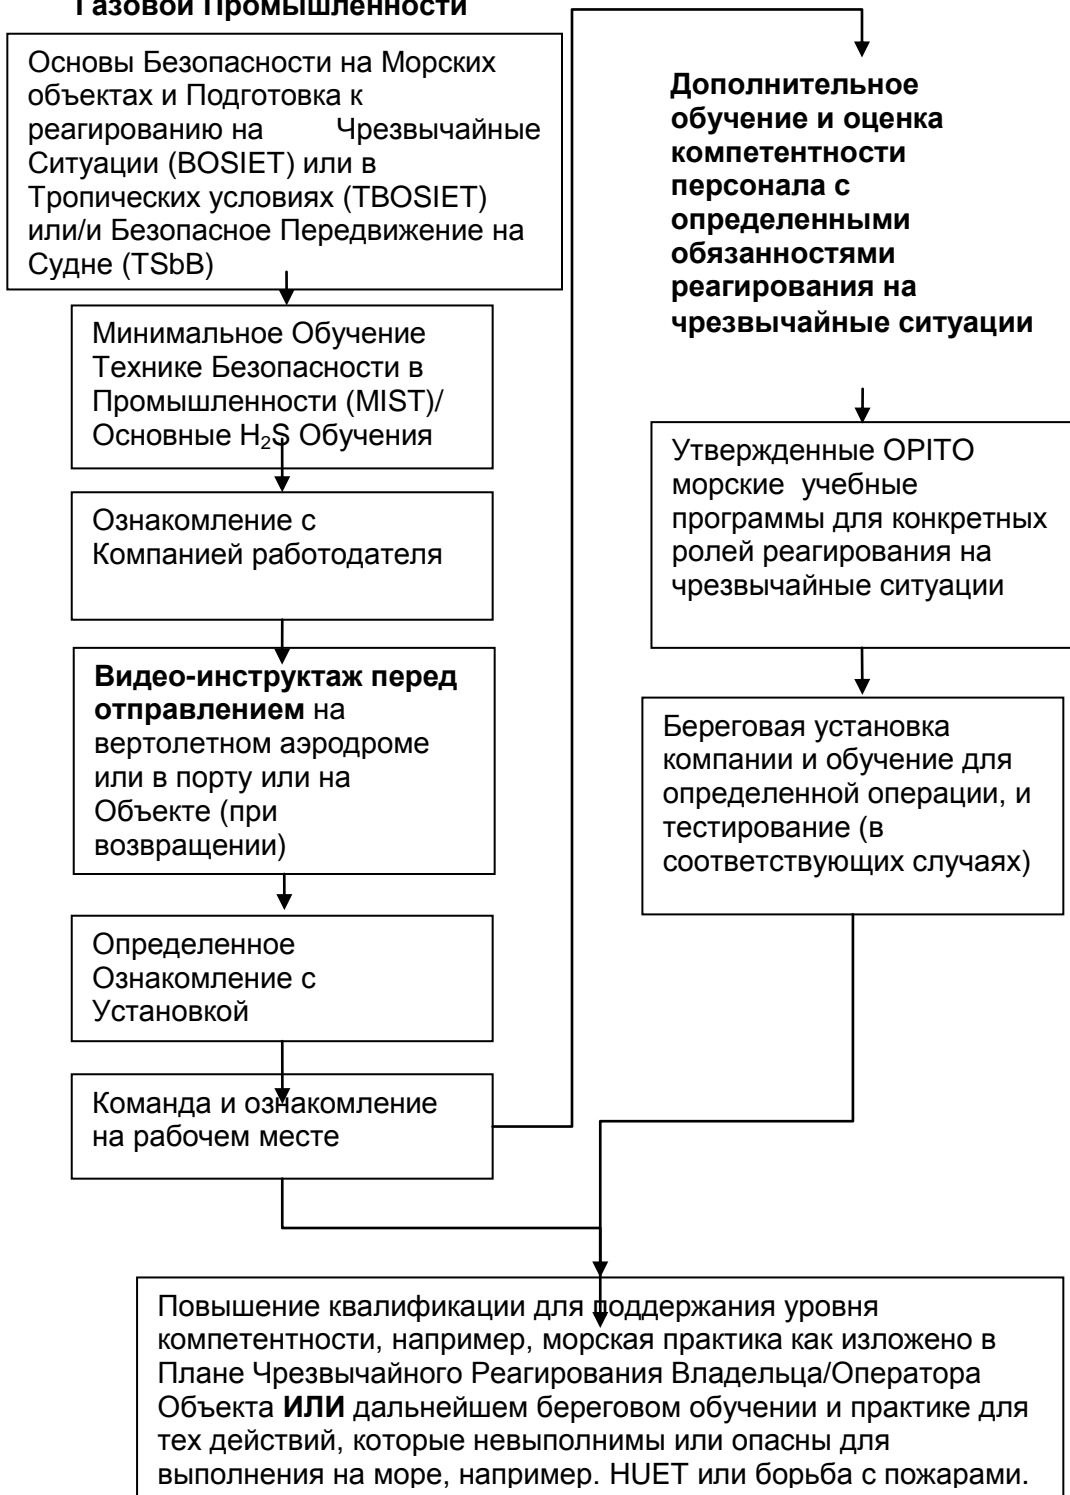 Газовой Промышленности
Основы Безопасности на Морских
объектах и Подготовка к
реагированию на Чрезвычайные
Ситуации (BOSIET) или в
Тропических условиях (TBOSIET)
или/и Безопасное Передвижение на
Судне (TSbB)
Минимальное Обучение
Технике Безопасности в
Промышленности (MIST)/
Основные H₂S Обучения
Ознакомление с
Компанией работодателя
Видео-инструктаж перед
отправлением на
вертолетном аэродроме
или в порту или на
Объекте (при
возвращении)
Определенное
Ознакомление с
Установкой
Команда и ознакомление
на рабочем месте
Дополнительное
обучение и оценка
компетентности
персонала с
определенными
обязанностями
реагирования на
чрезвычайные ситуации
Утвержденные OPITO
морские учебные
программы для конкретных
ролей реагирования на
чрезвычайные ситуации
Береговая установка
компании и обучение для
определенной операции, и
тестирование (в
соответствующих случаях)
Повышение квалификации для поддержания уровня
компетентности, например, морская практика как изложено в
Плане Чрезвычайного Реагирования Владельца/Оператора
Объекта ИЛИ дальнейшем береговом обучении и практике для
тех действий, которые невыполнимы или опасны для
выполнения на море, например. HUET или борьба с пожарами.